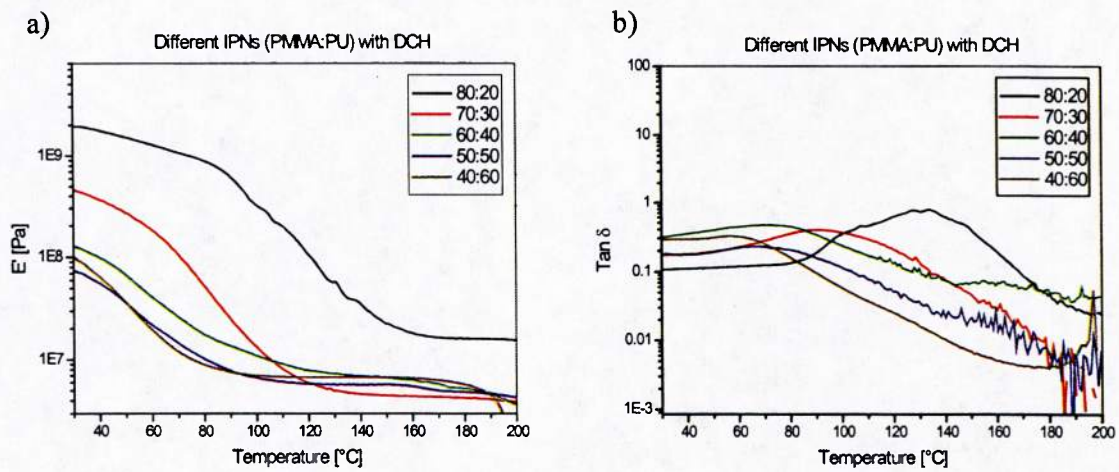 a)
Different IPNs (PMMA:PU) with DCH
80:20
70:30
60:40
50:50
40:60
1E9
1E8
1E7
E' [Pa]
40 60 80 100 120 140 160 180 200
Temperature [°C]
b)
Different IPNs (PMMA:PU) with DCH
80:20
70:30
60:40
50:50
40:60
100
10
1
0.1
0.01
1E-3
Tan δ
40 60 80 100 120 140 160 180 200
Temperature [°C]